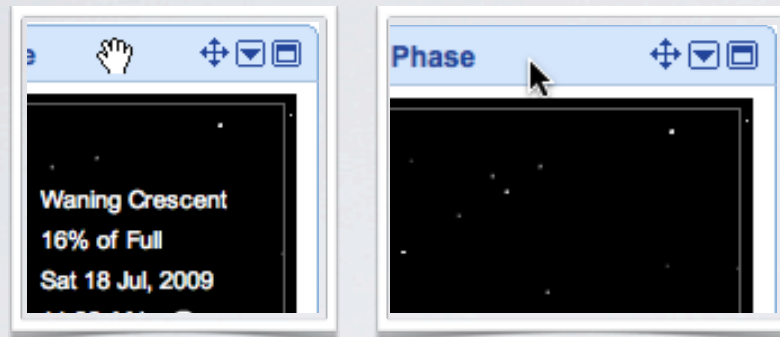 Phase
Waning Crescent
16% of Full
Sat 18 Jul, 2009